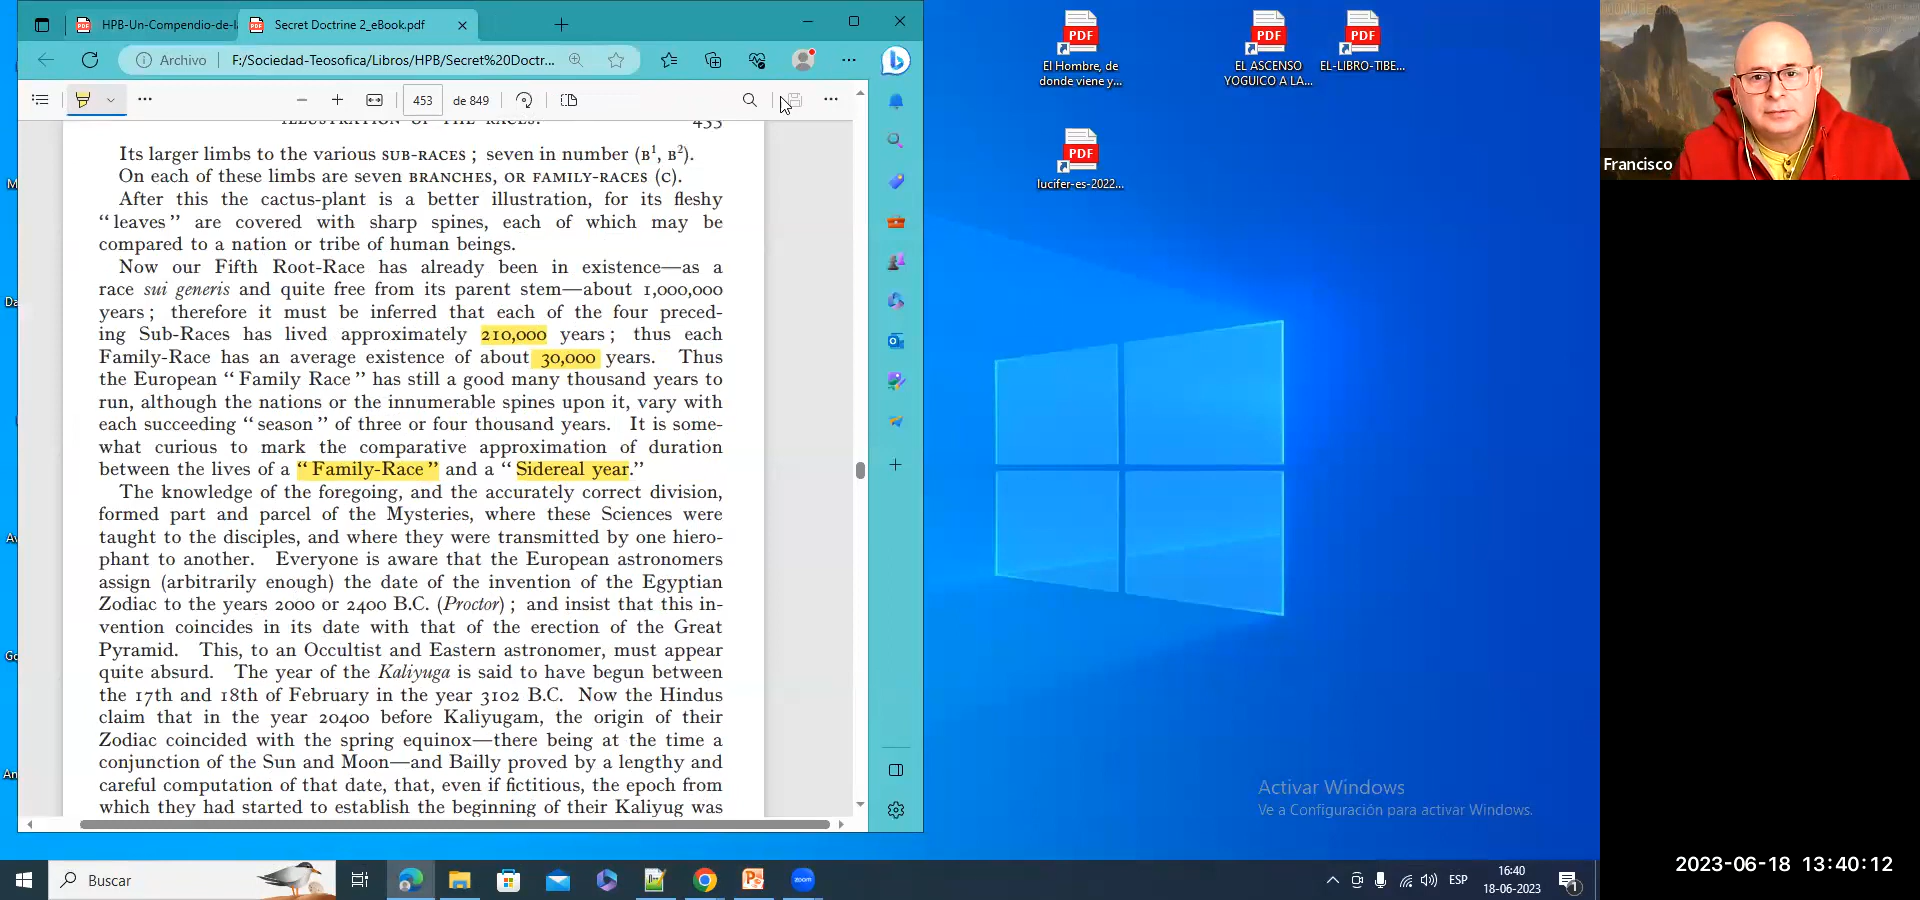 HPB-Un-Compendio-de-l
Secret Doctrine 2_eBook.pdf
Archivo
F:/Sociedad-Teosofica/Libros/HPB/Secret%20Doctr...
453
de 849
ILLUSTRATION OF THE RACES.
Its larger limbs to the various SUB-RACES ; seven in number (B¹, B²).
On each of these limbs are seven BRANCHES, OR FAMILY-RACES (C).
After this the cactus-plant is a better illustration, for its fleshy
“ leaves ” are covered with sharp spines, each of which may be
compared to a nation or tribe of human beings.
Now our Fifth Root-Race has already been in existence—as a
race sui generis and quite free from its parent stem—about 1,000,000
years ; therefore it must be inferred that each of the four preced-
ing Sub-Races has lived approximately 210,000 years ; thus each
Family-Race has an average existence of about 30,000 years. Thus
the European “ Family Race ” has still a good many thousand years to
run, although the nations or the innumerable spines upon it, vary with
each succeeding “ season ” of three or four thousand years. It is some-
what curious to mark the comparative approximation of duration
between the lives of a “ Family-Race ” and a “ Sidereal year.”
The knowledge of the foregoing, and the accurately correct division,
formed part and parcel of the Mysteries, where these Sciences were
taught to the disciples, and where they were transmitted by one hiero-
phant to another. Everyone is aware that the European astronomers
assign (arbitrarily enough) the date of the invention of the Egyptian
Zodiac to the years 2000 or 2400 B.C. (Proctor) ; and insist that this in-
vention coincides in its date with that of the erection of the Great
Pyramid. This, to an Occultist and Eastern astronomer, must appear
quite absurd. The year of the Kaliyuga is said to have begun between
the 17th and 18th of February in the year 3102 B.C. Now the Hindus
claim that in the year 20400 before Kaliyugam, the origin of their
Zodiac coincided with the spring equinox—there being at the time a
conjunction of the Sun and Moon—and Bailly proved by a lengthy and
careful computation of that date, that, even if fictitious, the epoch from
which they had started to establish the beginning of their Kaliyug was
PDF
El Hombre, de
donde viene y...
PDF
EL ASCENSO
YOGUICO A LA...
PDF
EL-LIBRO-TIBE...
PDF
lucifer-es-2022...
Francisco
Activar Windows
Ve a Configuración para activar Windows.
2023-06-18 13:40:12
Buscar
zoom
ESP
16:40
18-06-2023
1